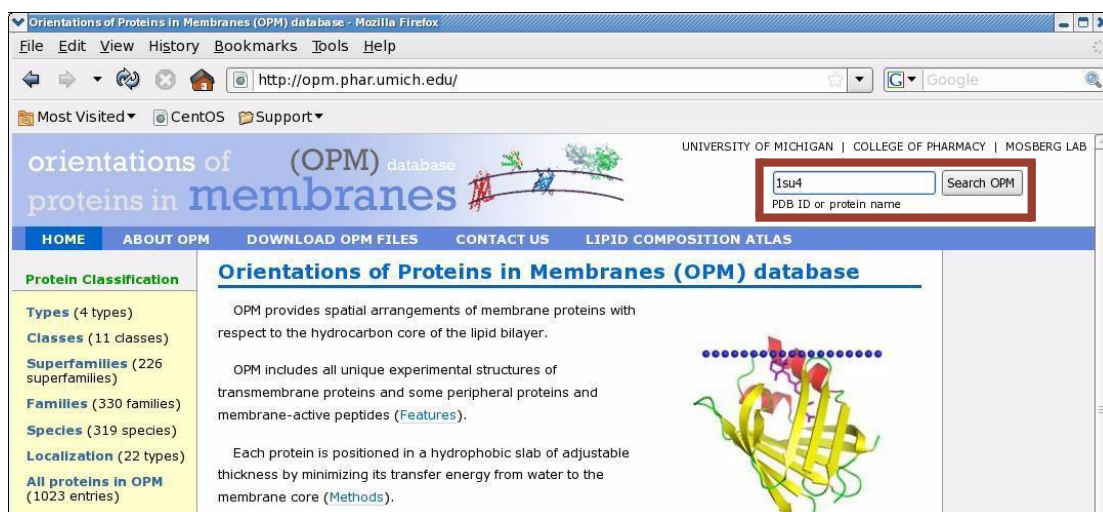 Orientations of Proteins in Membranes (OPM) database - Mozilla Firefox
File Edit View History Bookmarks Tools Help
http://opm.phar.umich.edu/
G Google
Most Visited CentOS Support
UNIVERSITY OF MICHIGAN | COLLEGE OF PHARMACY | MOSBERG LAB
orientations of (OPM) database
proteins in membranes
1su4 Search OPM
PDB ID or protein name
HOME ABOUT OPM DOWNLOAD OPM FILES CONTACT US LIPID COMPOSITION ATLAS
Protein Classification
Types (4 types)
Classes (11 classes)
Superfamilies (226
superfamilies)
Families (330 families)
Species (319 species)
Localization (22 types)
All proteins in OPM
(1023 entries)
Orientations of Proteins in Membranes (OPM) database
OPM provides spatial arrangements of membrane proteins with
respect to the hydrocarbon core of the lipid bilayer.
OPM includes all unique experimental structures of
transmembrane proteins and some peripheral proteins and
membrane-active peptides (Features).
Each protein is positioned in a hydrophobic slab of adjustable
thickness by minimizing its transfer energy from water to the
membrane core (Methods).